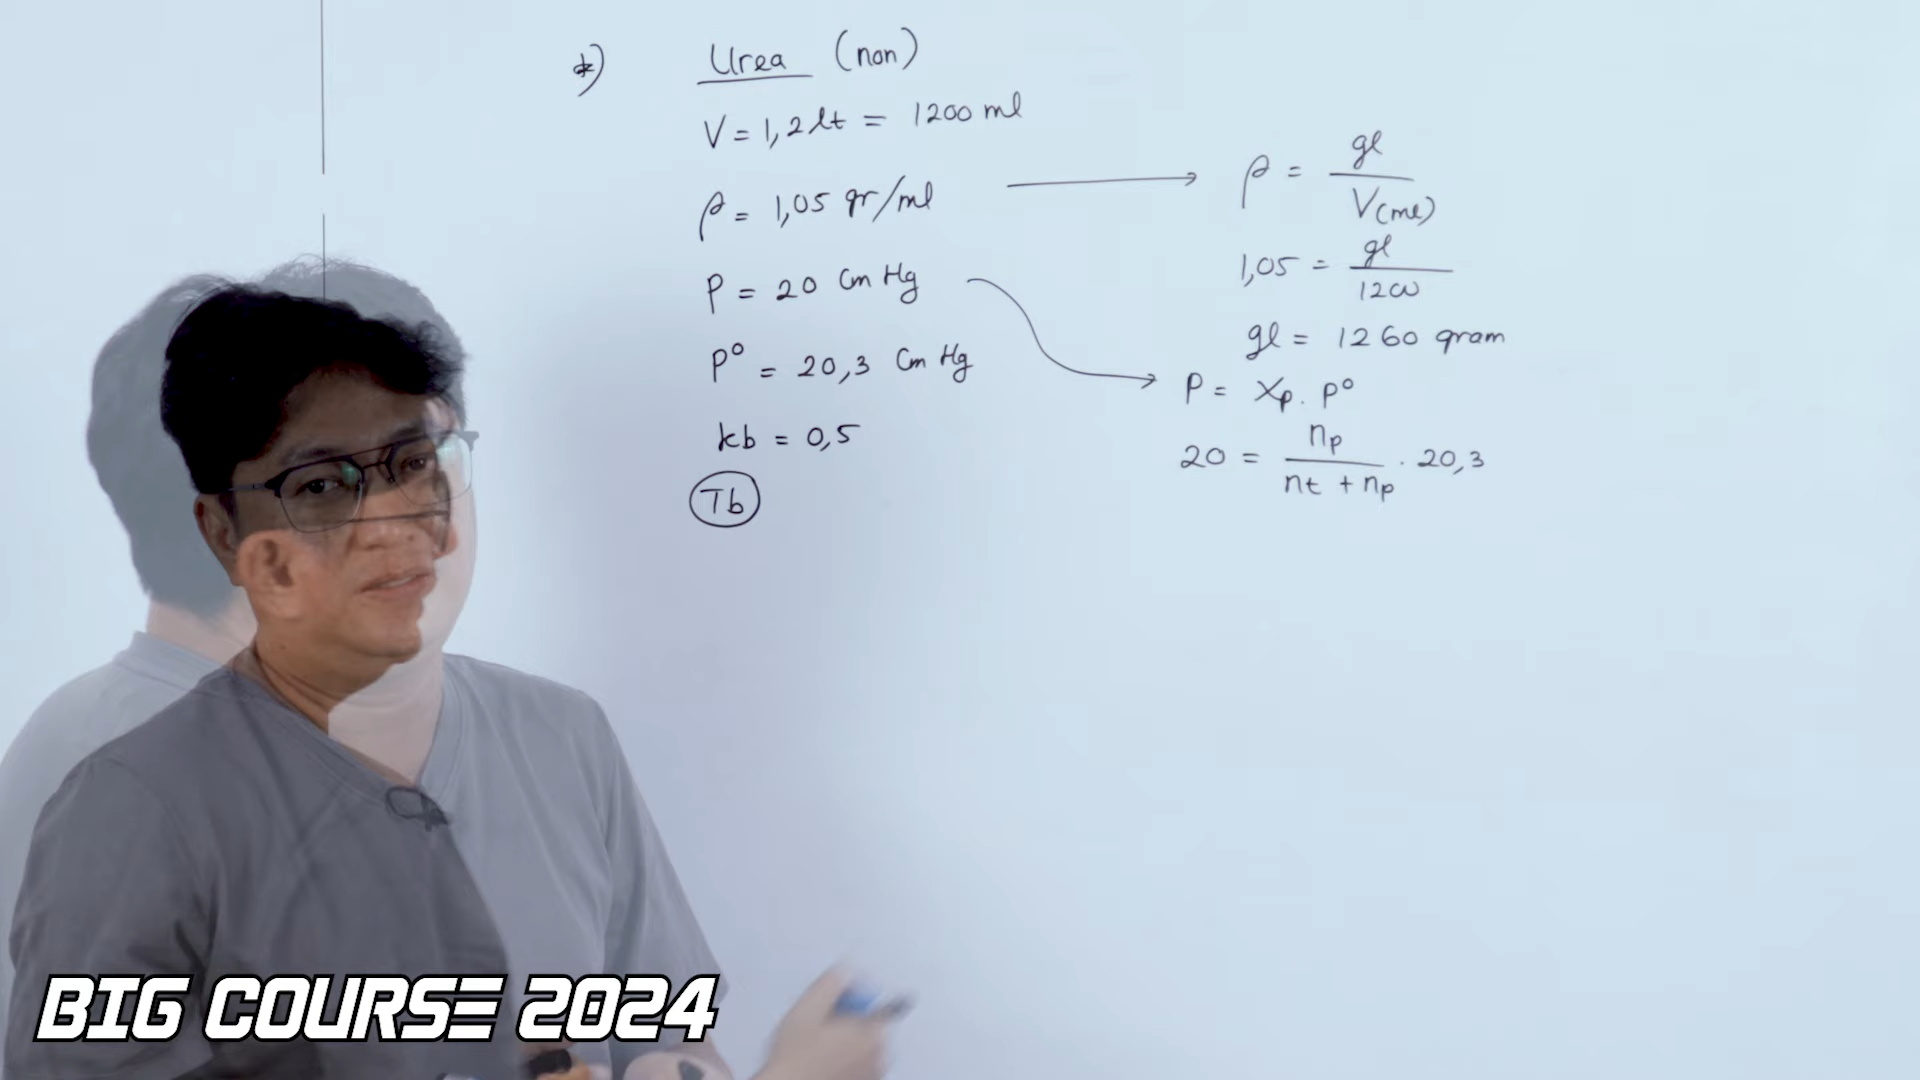 *) Urea (non)
V = 1,2 lt = 1200 ml
ρ = 1,05 gr/ml
P = 20 Cm Hg
P° = 20,3 Cm Hg
kb = 0,5
Tb
ρ = gl / V(ml)
1,05 = gl / 1200
gl = 1260 gram
P = Xp . P°
20 = np / nt + np . 20,3
BIG COURSE 2024